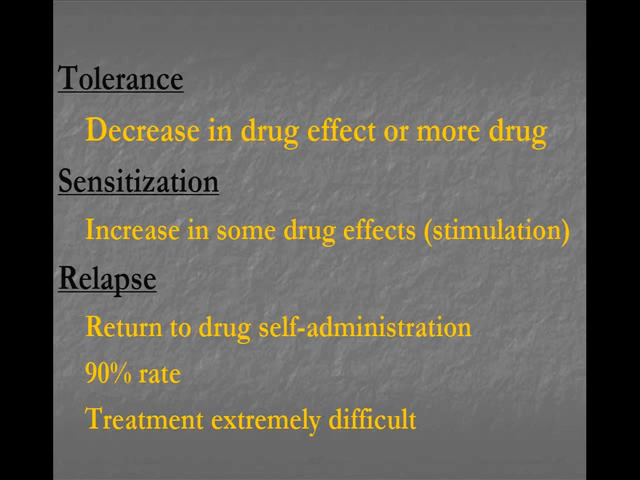 Tolerance
Decrease in drug effect or more drug
Sensitization
Increase in some drug effects (stimulation)
Relapse
Return to drug self-administration
90% rate
Treatment extremely difficult